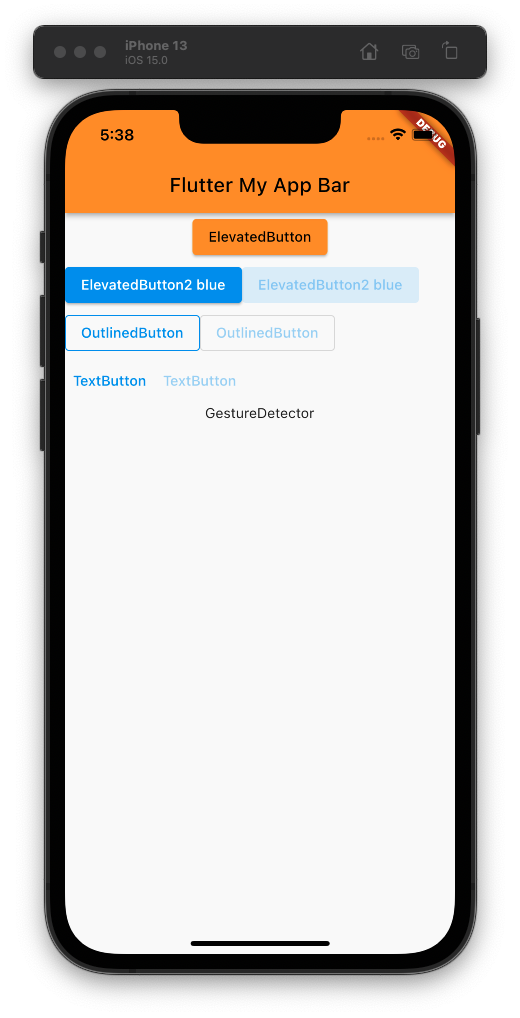 iPhone 13
iOS 15.0
5:38
DEBUG
Flutter My App Bar
ElevatedButton
ElevatedButton2 blue ElevatedButton2 blue
OutlinedButton OutlinedButton
TextButton TextButton
GestureDetector